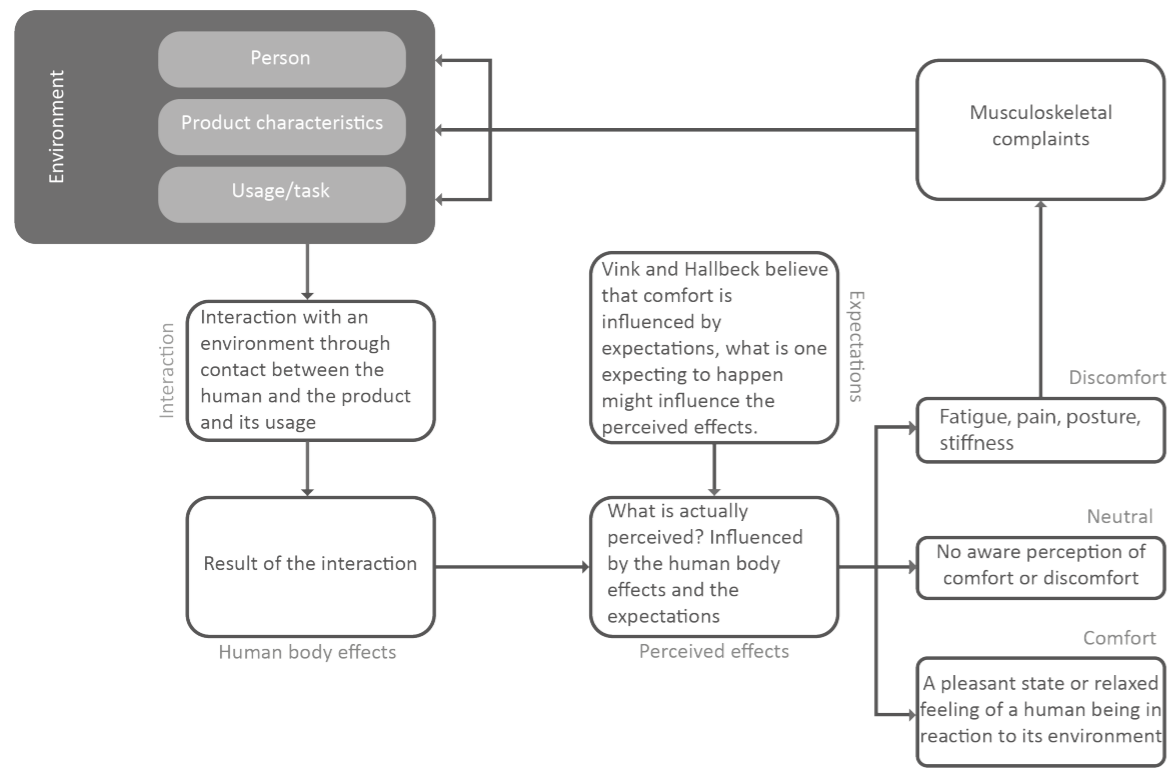 Environment
Person
Product characteristics
Usage/task
Musculoskeletal
complaints
Interaction
Interaction with an
environment through
contact between the
human and the product
and its usage
Vink and Hallbeck believe
that comfort is
influenced by
expectations, what is one
expecting to happen
might influence the
perceived effects.
Expectations
Discomfort
Fatigue, pain, posture,
stiffness
Result of the interaction
Human body effects
What is actually
perceived? Influenced
by the human body
effects and the
expectations
Perceived effects
Neutral
No aware perception of
comfort or discomfort
Comfort
A pleasant state or relaxed
feeling of a human being in
reaction to its environment